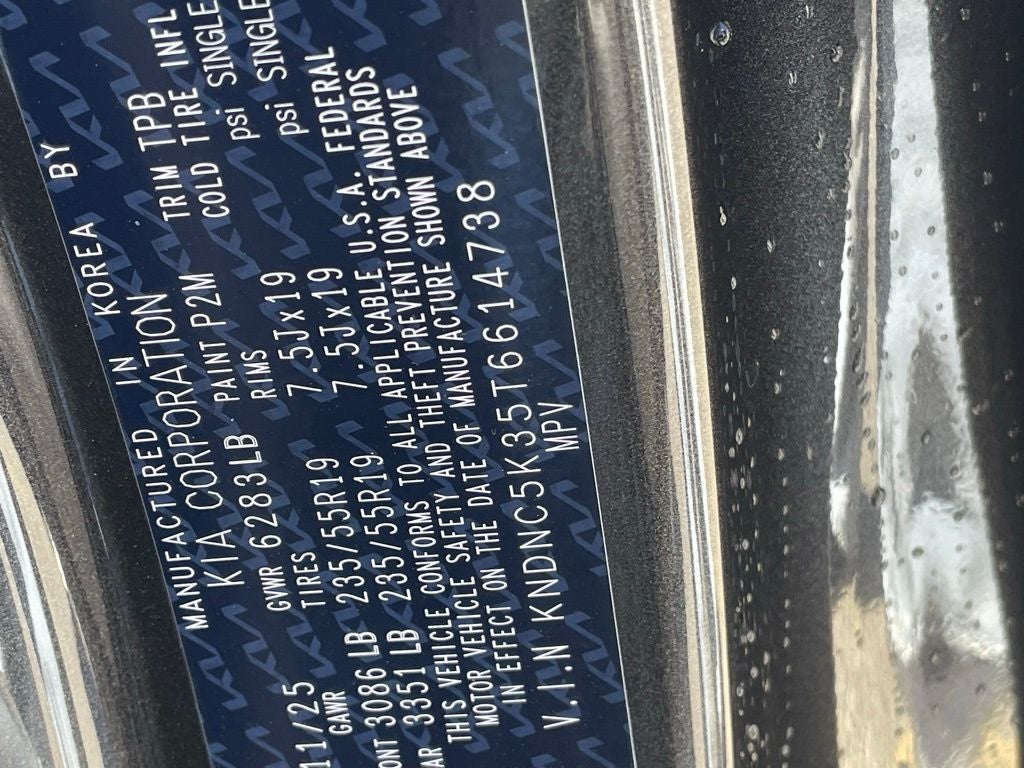 MANUFACTURED IN KOREA BY
KIA CORPORATION
11/25 GVWR 6283 LB PAINT P2M TRIM TPB
GAWR TIRES RIMS COLD TIRE INFL
ONT 3086 LB 235/55R19 7.5Jx19 psi SINGLE
AR 3351 LB 235/55R19 7.5Jx19 psi SINGLE
THIS VEHICLE CONFORMS TO ALL APPLICABLE U.S.A. FEDERAL
MOTOR VEHICLE SAFETY AND THEFT PREVENTION STANDARDS
IN EFFECT ON THE DATE OF MANUFACTURE SHOWN ABOVE
V.I.N KNDNC5K35T6614738
MPV